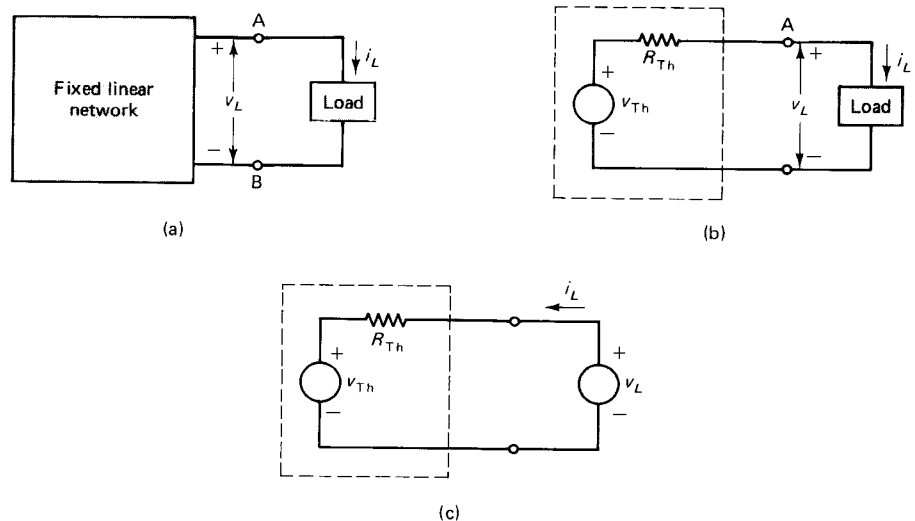 A
+
i_L
Fixed linear
network
v_L
Load
−
B
(a)
A
+
R_Th
i_L
+
v_Th
v_L
Load
−
−
(b)
i_L
R_Th
+
+
v_Th
v_L
−
−
(c)